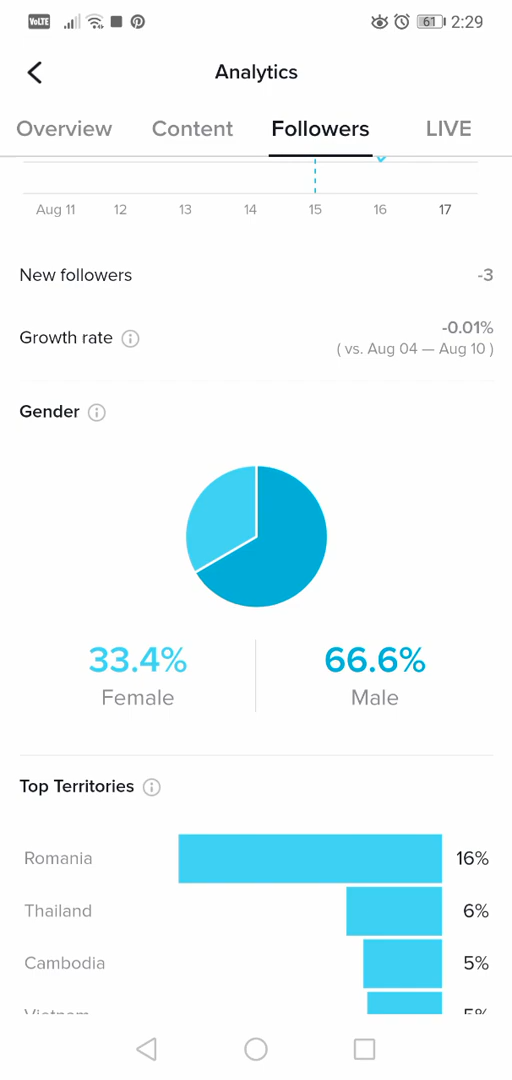 VoLTE 61 2:29
Analytics
Overview Content Followers LIVE
Aug 11 12 13 14 15 16 17
New followers -3
Growth rate -0.01%
( vs. Aug 04 — Aug 10 )
Gender
33.4% 66.6%
Female Male
Top Territories
Romania 16%
Thailand 6%
Cambodia 5%
Vietnam 5%